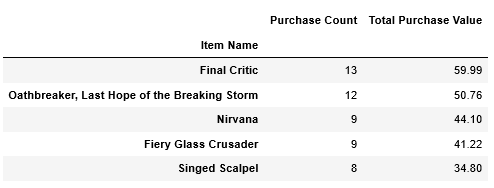 Purchase Count Total Purchase Value
Item Name
Final Critic 13 59.99
Oathbreaker, Last Hope of the Breaking Storm 12 50.76
Nirvana 9 44.10
Fiery Glass Crusader 9 41.22
Singed Scalpel 8 34.80